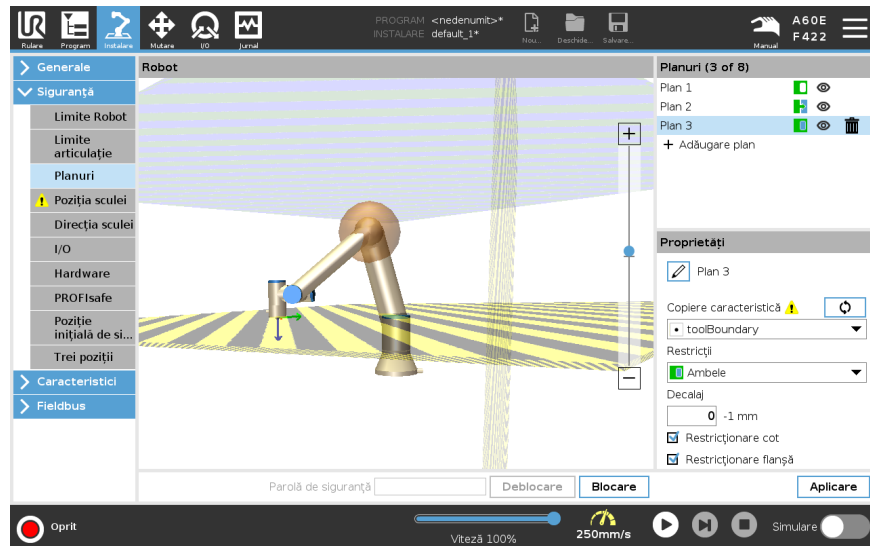 PROGRAM <nedenumit>*
INSTALARE default_1*
Rulare
Program
Instalare
Mutare
I/O
Jurnal
Nou...
Deschide...
Salvare...
Manual
A60E
F422
Generale
Siguranță
Limite Robot
Limite
articulație
Planuri
Poziția sculei
Direcția sculei
I/O
Hardware
PROFIsafe
Poziție
inițială de si...
Trei poziții
Caracteristici
Fieldbus
Robot
Planuri (3 of 8)
Plan 1
Plan 2
Plan 3
+ Adăugare plan
Proprietăți
Plan 3
Copiere caracteristică
toolBoundary
Restricții
Ambele
Decalaj
0 -1 mm
Restricționare cot
Restricționare flanșă
Parolă de siguranță
Deblocare
Blocare
Aplicare
Oprit
Viteză 100%
250mm/s
Simulare